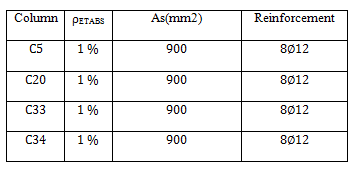 Column ρETABS As(mm2) Reinforcement
C5 1 % 900 8Ø12
C20 1 % 900 8Ø12
C33 1 % 900 8Ø12
C34 1 % 900 8Ø12